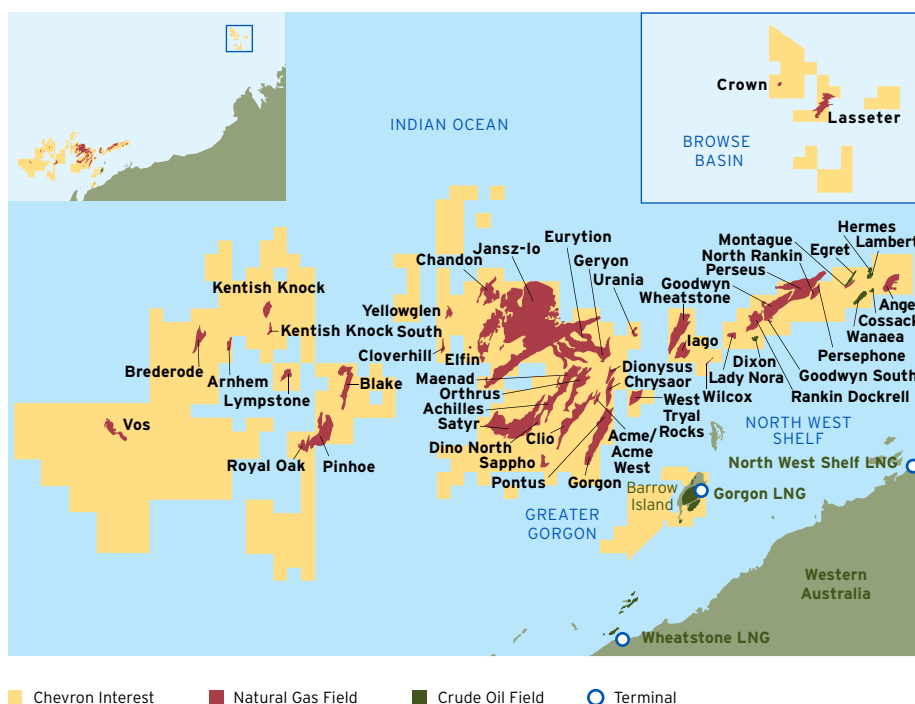 Crown
Lasseter
BROWSE
BASIN
INDIAN OCEAN
Hermes
Lambert
Montague
Egret
North Rankin
Perseus
Eurytion
Jansz-Io
Geryon
Chandon
Urania
Goodwyn
Wheatstone
Kentish Knock
Yellowglen
Kentish Knock South
Cloverhill
Elfin
Iago
Angel
Cossack
Wanaea
Persephone
Brederode
Arnhem
Lympstone
Blake
Maenad
Orthrus
Achilles
Satyr
Dionysus
Chrysaor
Wilcox
Dixon
Lady Nora
Goodwyn South
Rankin Dockrell
West
Tryal
Rocks
Vos
Royal Oak
Pinhoe
Dino North
Clio
Sappho
Pontus
Acme/
Acme
West
Gorgon
NORTH WEST
SHELF
North West Shelf LNG
Barrow
Island
Gorgon LNG
GREATER
GORGON
Western
Australia
Wheatstone LNG
Chevron Interest
Natural Gas Field
Crude Oil Field
Terminal